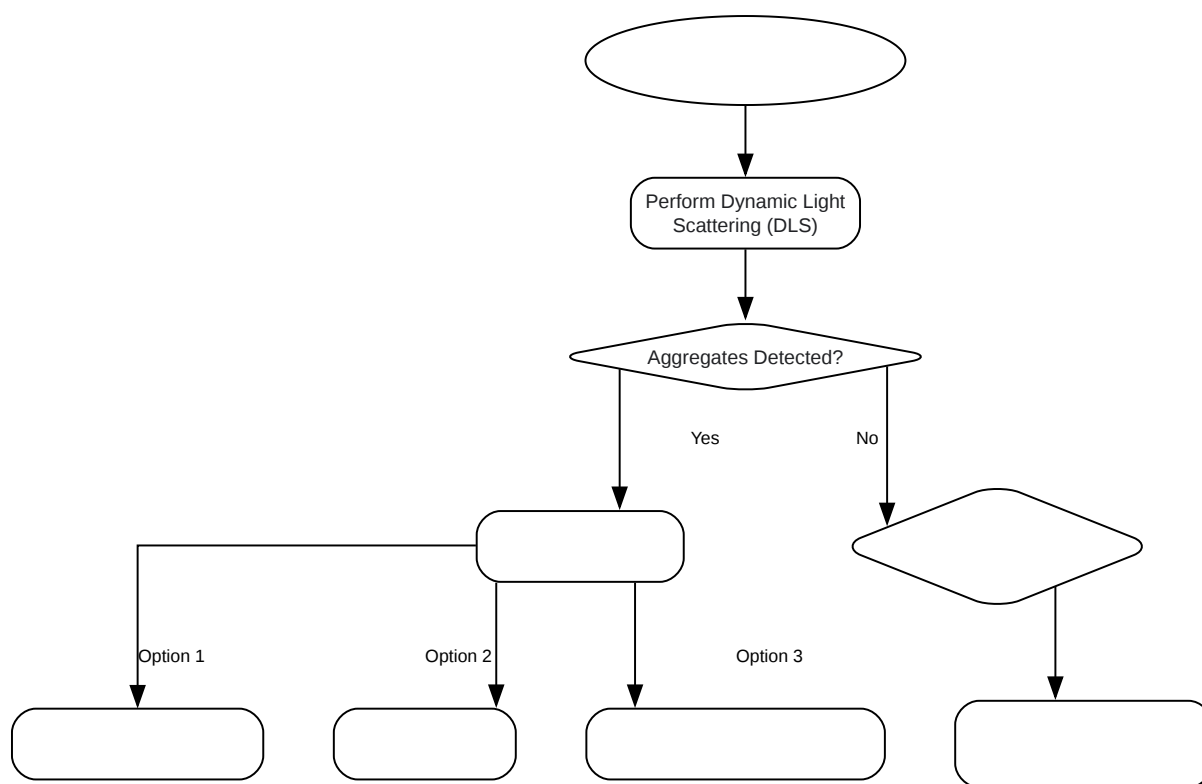 Perform Dynamic Light
Scattering (DLS)
Aggregates Detected?
Yes
No
Option 1
Option 2
Option 3